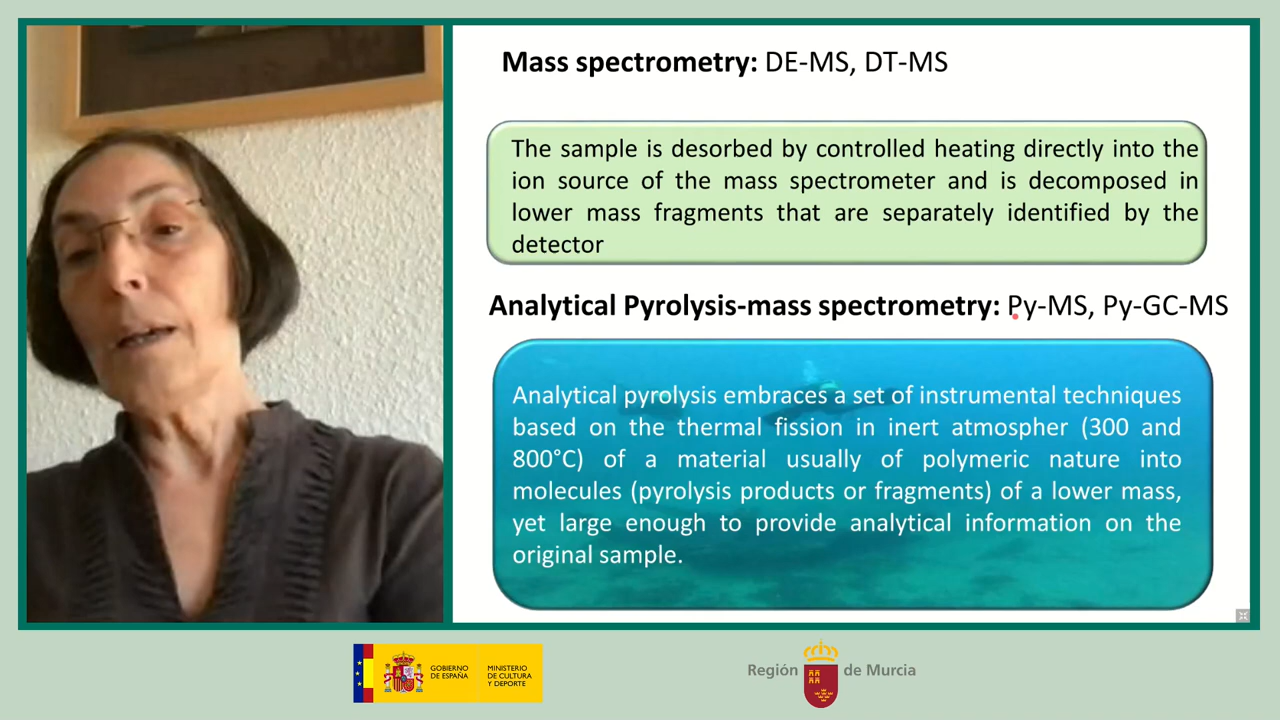 Mass spectrometry: DE-MS, DT-MS
The sample is desorbed by controlled heating directly into the
ion source of the mass spectrometer and is decomposed in
lower mass fragments that are separately identified by the
detector
Analytical Pyrolysis-mass spectrometry: Py-MS, Py-GC-MS
Analytical pyrolysis embraces a set of instrumental techniques
based on the thermal fission in inert atmospher (300 and
800°C) of a material usually of polymeric nature into
molecules (pyrolysis products or fragments) of a lower mass,
yet large enough to provide analytical information on the
original sample.
GOBIERNO
DE ESPAÑA
MINISTERIO
DE CULTURA
Y DEPORTE
Región de Murcia